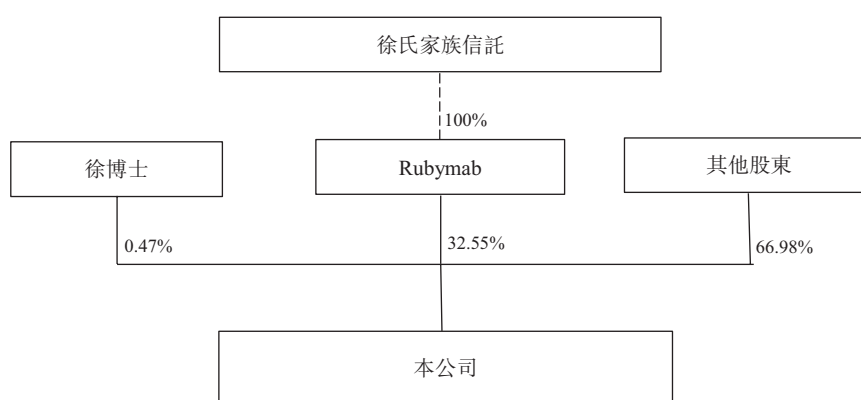 徐氏家族信託
100%
徐博士
Rubymab
其他股東
0.47%
32.55%
66.98%
本公司